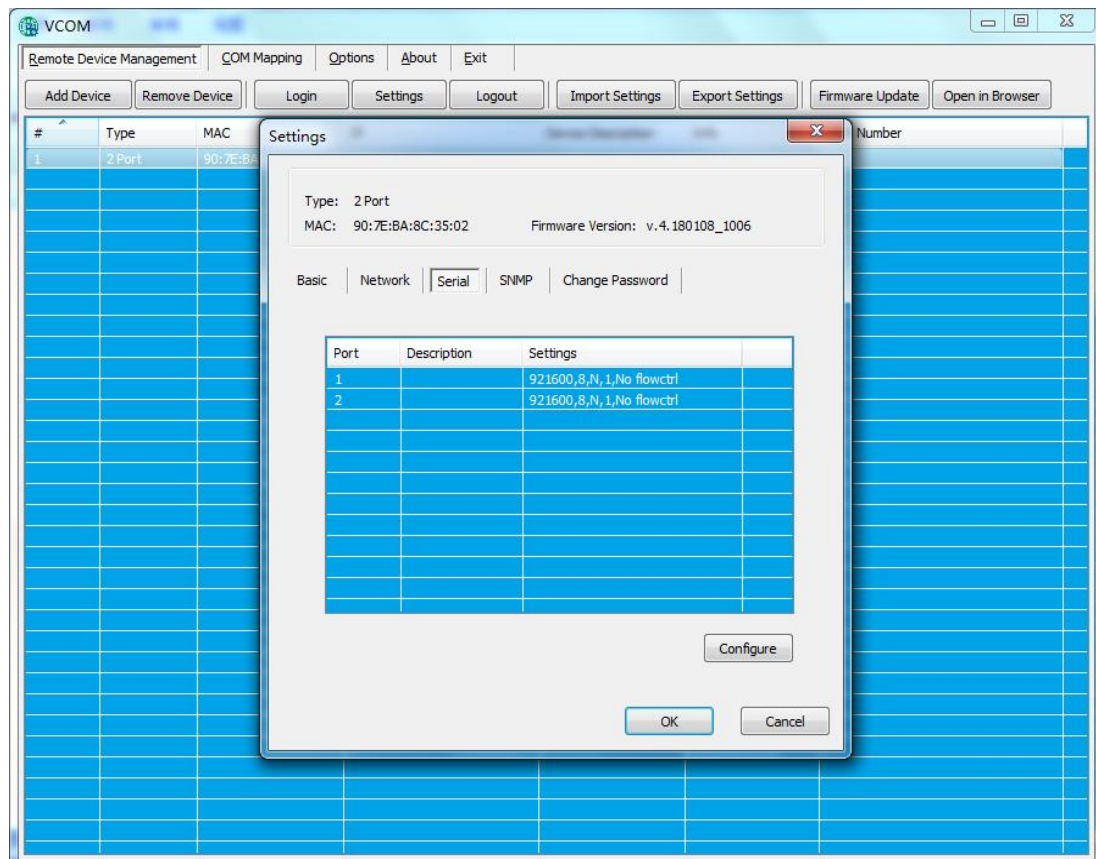 VCOM
Remote Device Management COM Mapping Options About Exit
Add Device Remove Device Login Settings Logout Import Settings Export Settings Firmware Update Open in Browser
# Type MAC Number
1 2 Port 90:7E:BA
Settings
Type: 2 Port
MAC: 90:7E:BA:8C:35:02 Firmware Version: v.4.180108_1006
Basic Network Serial SNMP Change Password
Port Description Settings
1 921600,8,N,1,No flowctrl
2 921600,8,N,1,No flowctrl
Configure
OK Cancel